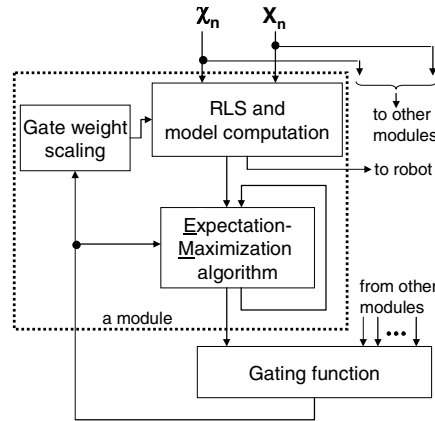 χn Xn
RLS and
model computation
to other
modules
Gate weight
scaling
to robot
Expectation-
Maximization
algorithm
from other
modules
a module
Gating function